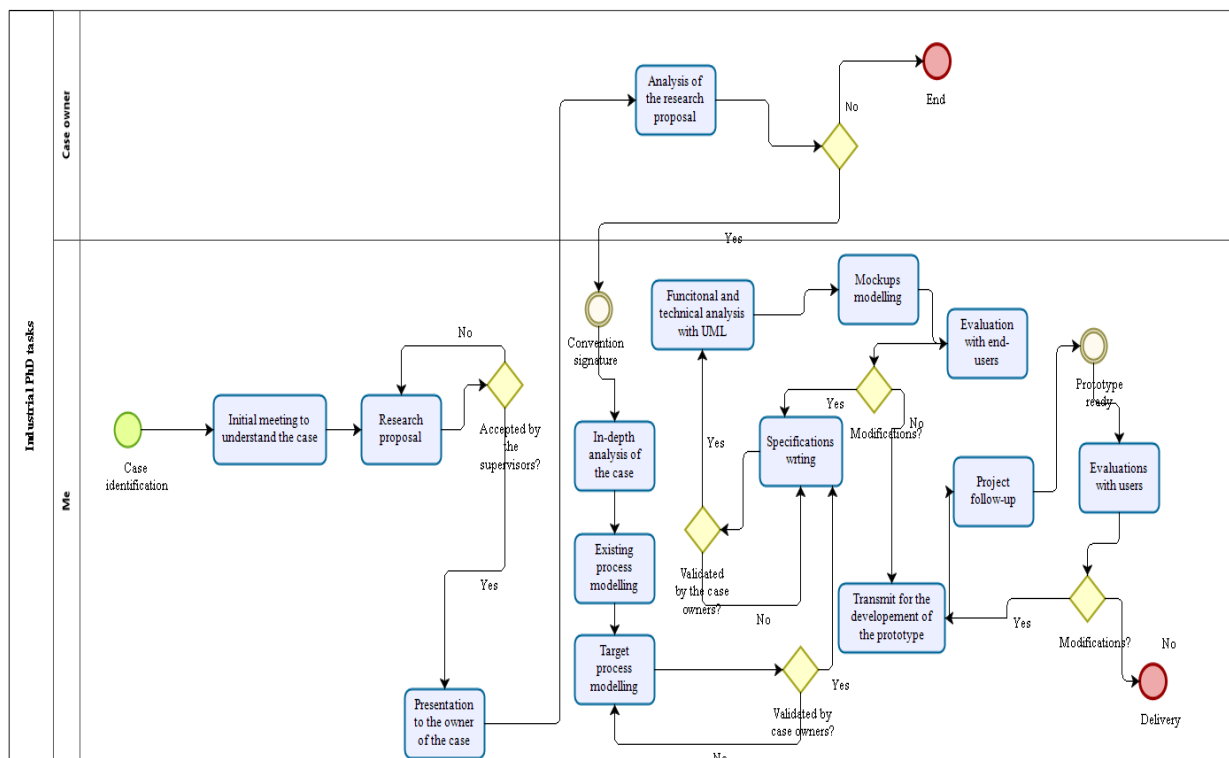 Industrial PhD tasks
Case owner
Analysis of
the research
proposal
No
End
Yes
Me
Case
identification
Initial meeting to
understand the case
Research
proposal
No
Accepted by
the
supervisors?
Yes
Presentation
to the owner
of the case
Convention
signature
In-depth
analysis of
the case
Existing
process
modelling
Target
process
modelling
Validated by
case owners?
No
Yes
Funcitonal and
technical analysis
with UML
Mockups
modelling
Evaluation
with end-
users
Modifications?
Yes
No
Specifications
wrting
Yes
Validated
by the case
owners?
No
Transmit for the
developement of
the prototype
Project
follow-up
Prototype
ready
Evaluations
with users
Yes
Modifications?
No
Delivery